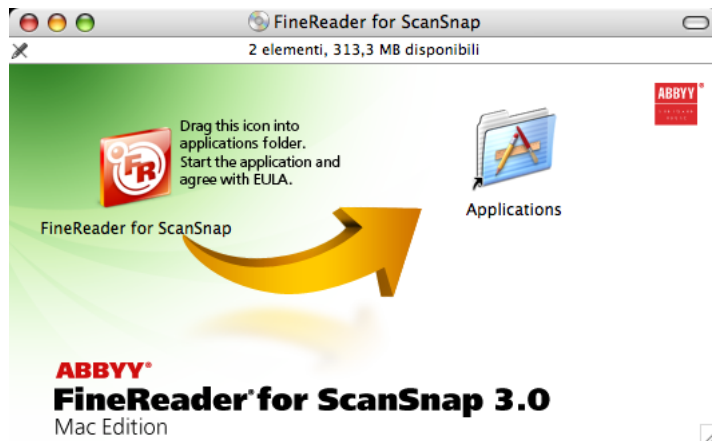 FineReader for ScanSnap
2 elementi, 313,3 MB disponibili
Drag this icon into
applications folder.
Start the application and
agree with EULA.
ABBYY®
FineReader for ScanSnap
Applications
ABBYY®
FineReader® for ScanSnap 3.0
Mac Edition